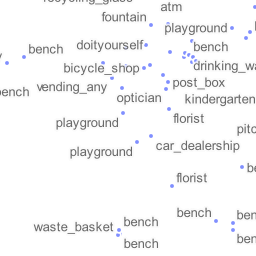 recycling_glass
atm
fountain
playground
doityourself
bench
bench
bicycle_shop
drinking_wa
vending_any
post_box
optician
kindergarten
ench
florist
playground
pitc
car_dealership
playground
florist
be
bench
waste_basket
bench
ben
bench
ben